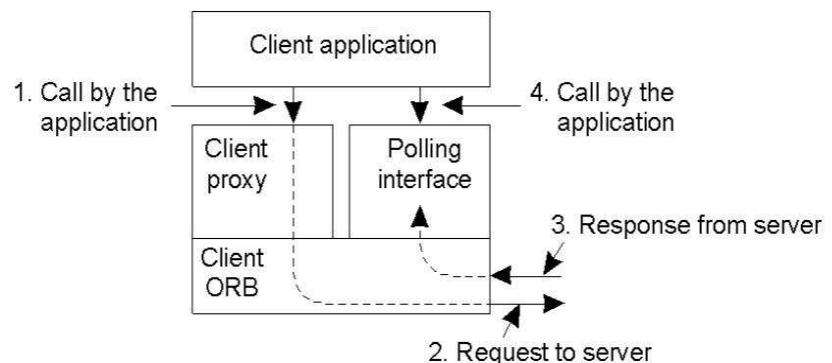 Client application
1. Call by the
application
4. Call by the
application
Client
proxy
Polling
interface
3. Response from server
Client
ORB
2. Request to server